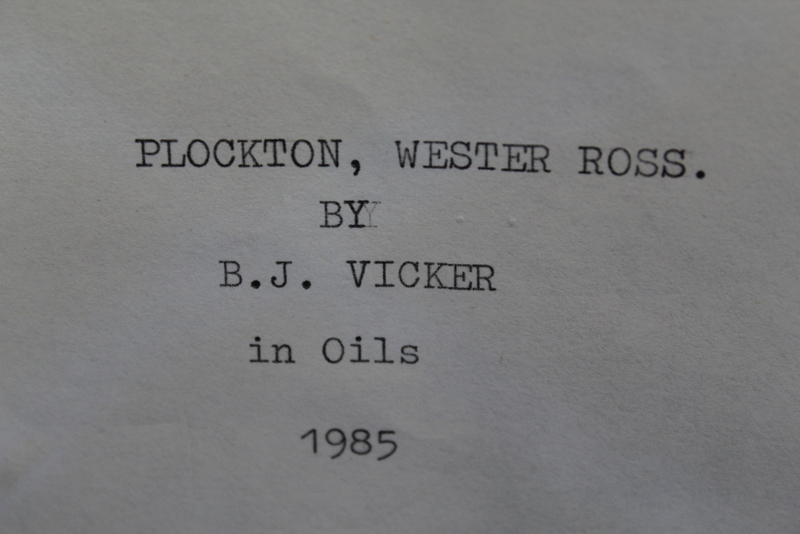 PLOCKTON, WESTER ROSS.
BY
B.J. VICKER
in Oils
1985